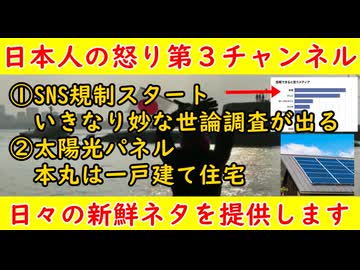 日本人の怒り第３チャンネル
①SNS規制スタート
いきなり妙な世論調査が出る
②太陽光パネル
本丸は一戸建て住宅
日々の新鮮ネタを提供します